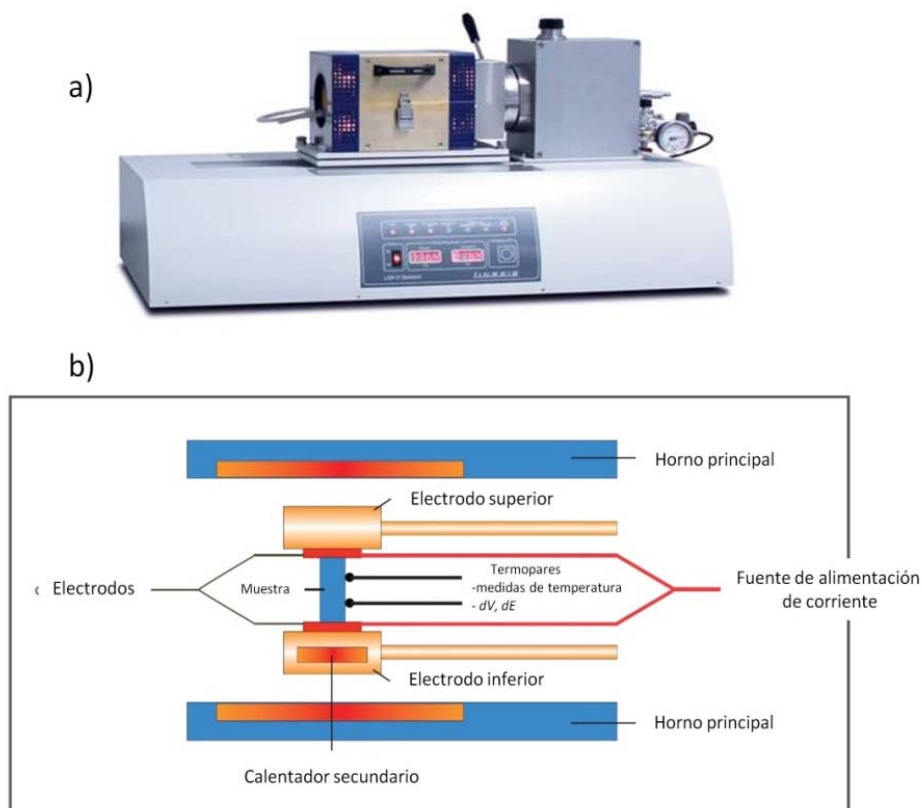 a)
LINSEIS
b)
Horno principal
Electrodo superior
Electrodos
Muestra
Termopares
-medidas de temperatura
- dV, dE
Fuente de alimentación
de corriente
Electrodo inferior
Horno principal
Calentador secundario